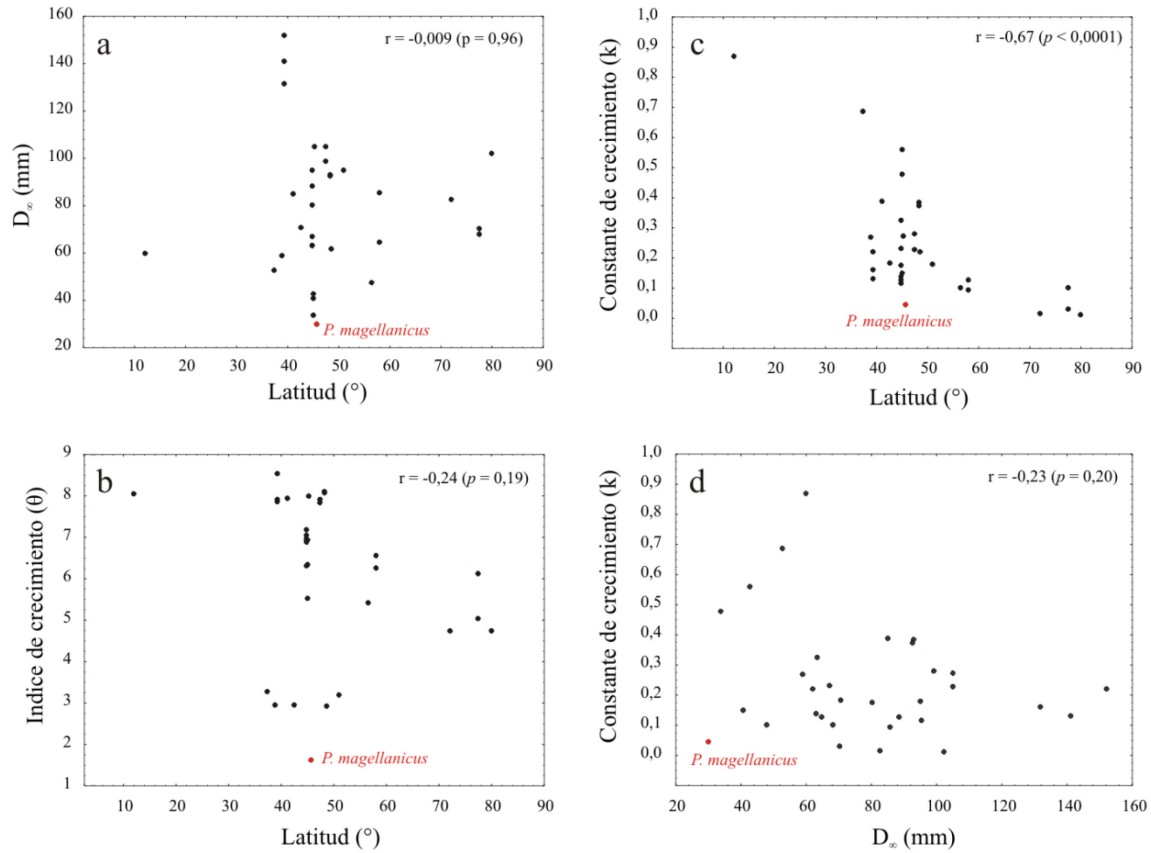 a
r = -0,009 (p = 0,96)
160
140
120
100
80
60
40
20
D∞ (mm)
P. magellanicus
10 20 30 40 50 60 70 80 90
Latitud (°)
c
r = -0,67 (p < 0,0001)
1,0
0,9
0,8
0,7
0,6
0,5
0,4
0,3
0,2
0,1
0,0
Constante de crecimiento (k)
P. magellanicus
10 20 30 40 50 60 70 80 90
Latitud (°)
b
r = -0,24 (p = 0,19)
9
8
7
6
5
4
3
2
1
Indice de crecimiento (θ)
P. magellanicus
10 20 30 40 50 60 70 80 90
Latitud (°)
d
r = -0,23 (p = 0,20)
1,0
0,9
0,8
0,7
0,6
0,5
0,4
0,3
0,2
0,1
0,0
Constante de crecimiento (k)
P. magellanicus
20 40 60 80 100 120 140 160
D∞ (mm)